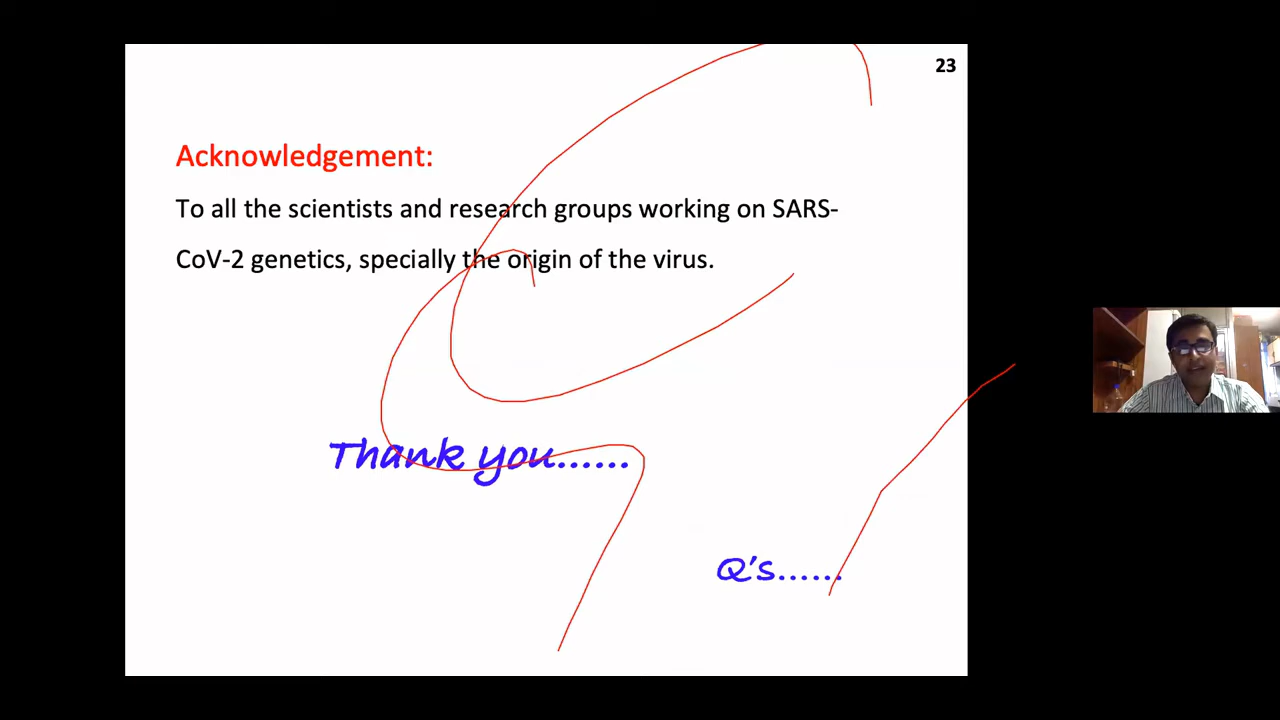 23
Acknowledgement:
To all the scientists and research groups working on SARS-
CoV-2 genetics, specially the origin of the virus.
Thank you......
Q's......